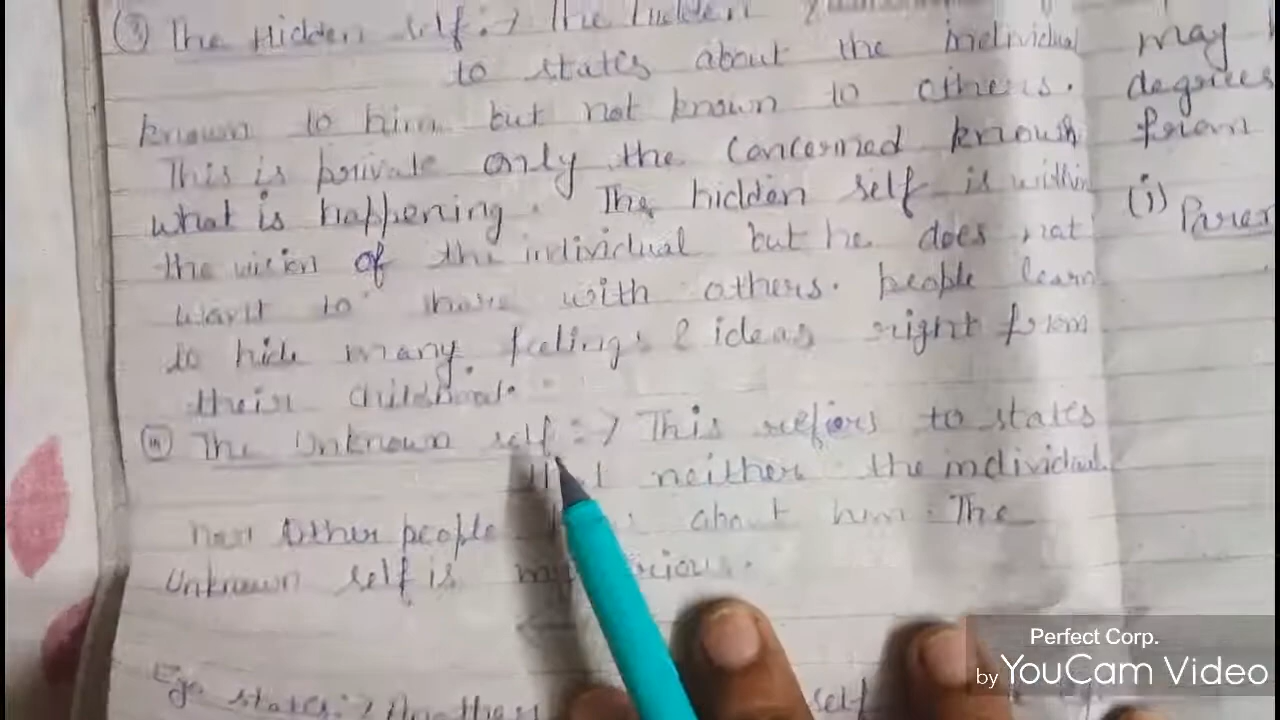 ③ The Hidden self :→ The hidden
to states about the individual
known to him but not known to others.
This is private only the concerned knows
what is happening. The hidden self is within
the vision of the individual but he does not
want to share with others. people learn
to hide many feelings & ideas right from
their childhood.
④ The Unknown self :→ This refers to states
that neither the individual
nor other people about him. The
Unknown self is
Ego states :→ Another self
may
degrees
from
(i)
Perfect Corp.
by YouCam Video